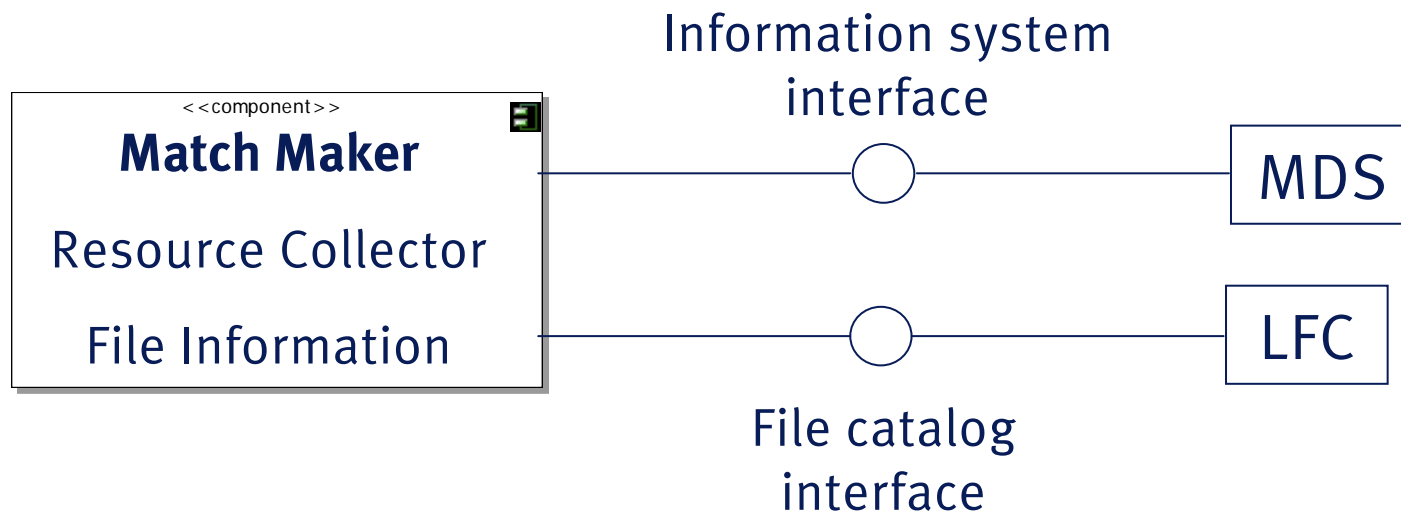 Information system
interface
<<component>>
Match Maker
MDS
Resource Collector
File Information
LFC
File catalog
interface